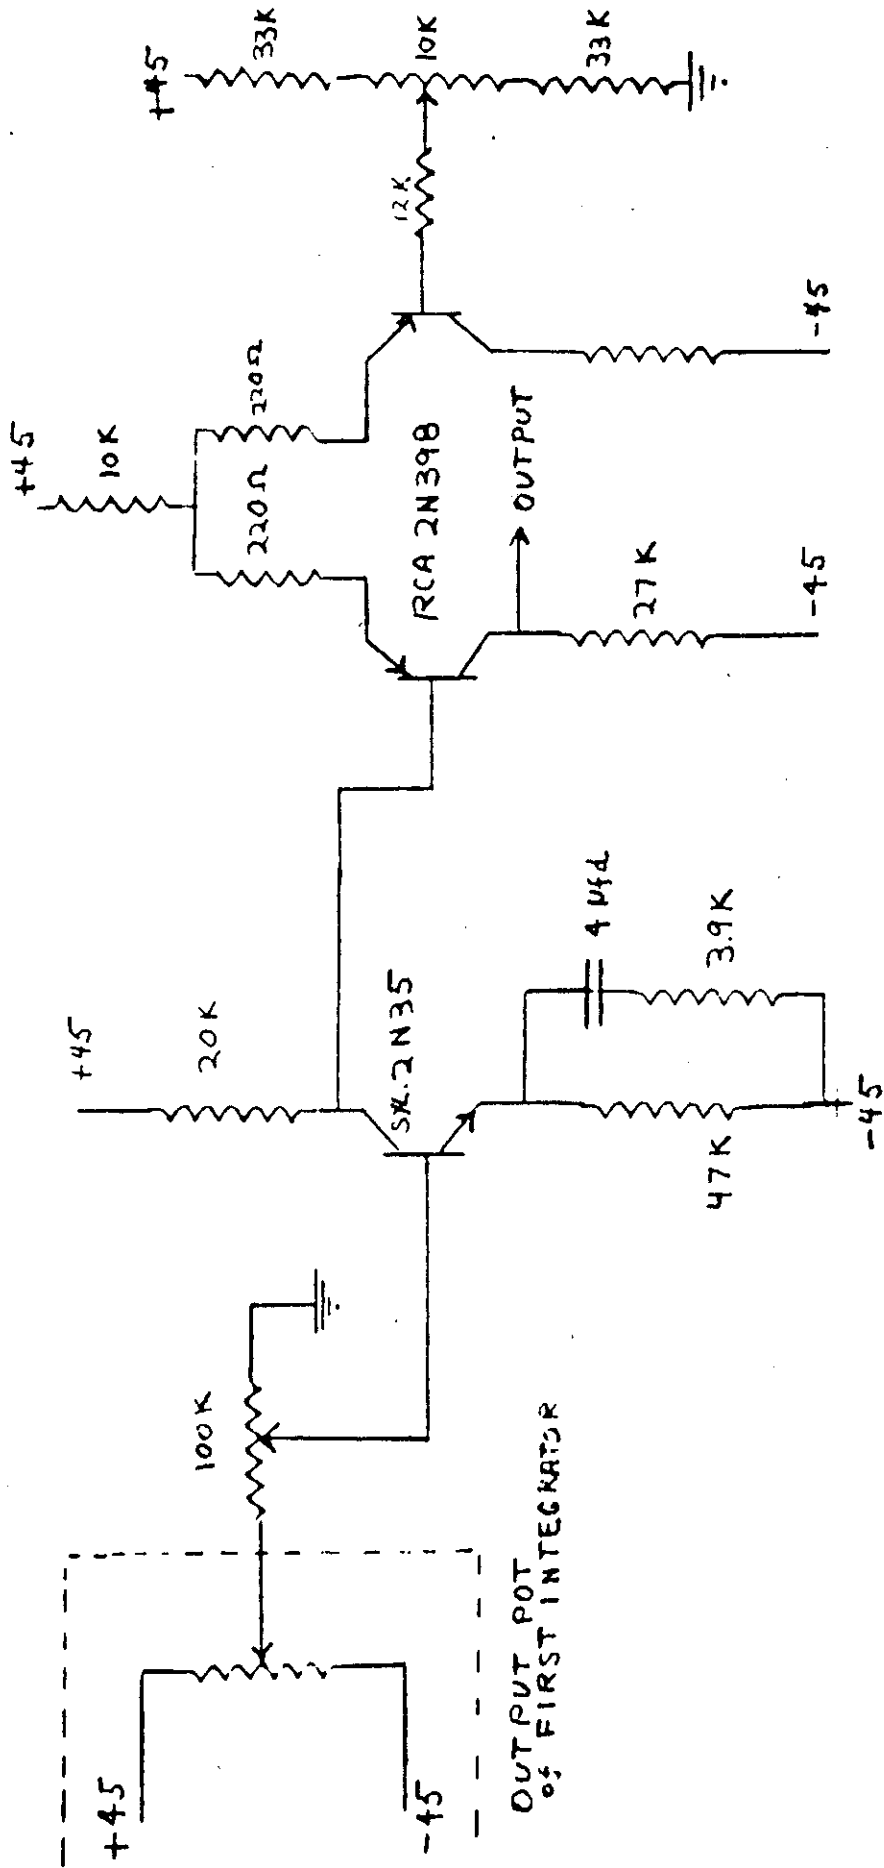 +45
-45
OUTPUT POT
of FIRST INTEGRATOR
100K
+45
20K
SYL. 2N35
47K
4 μfd
3.9K
-45
+45
10K
220Ω
220Ω
RCA 2N398
OUTPUT
27K
-45
-45
12K
+45
33K
10K
33K